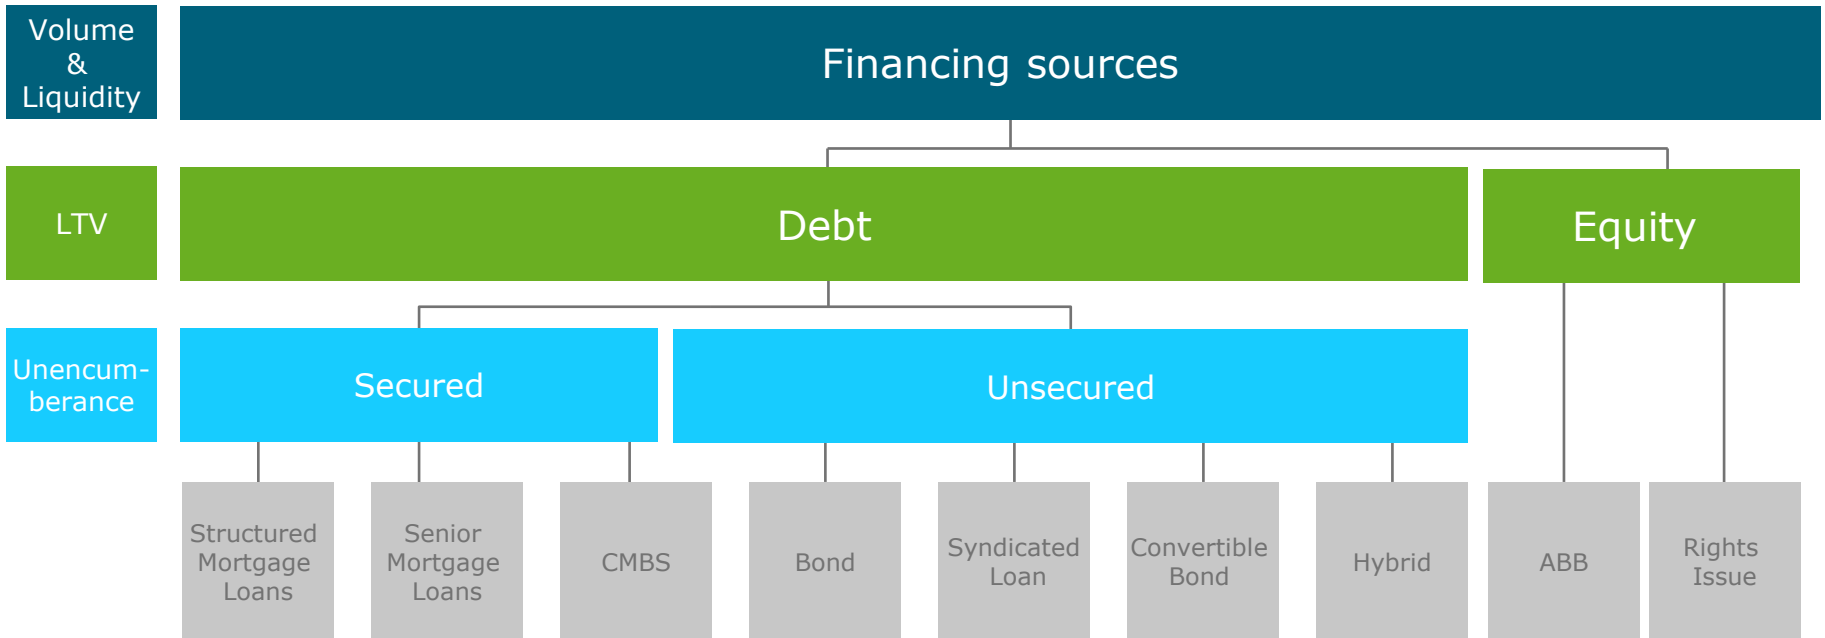 Volume
&
Liquidity
Financing sources
LTV
Debt
Equity
Unencum-
berance
Secured
Unsecured
Structured
Mortgage
Loans
Senior
Mortgage
Loans
CMBS
Bond
Syndicated
Loan
Convertible
Bond
Hybrid
ABB
Rights
Issue